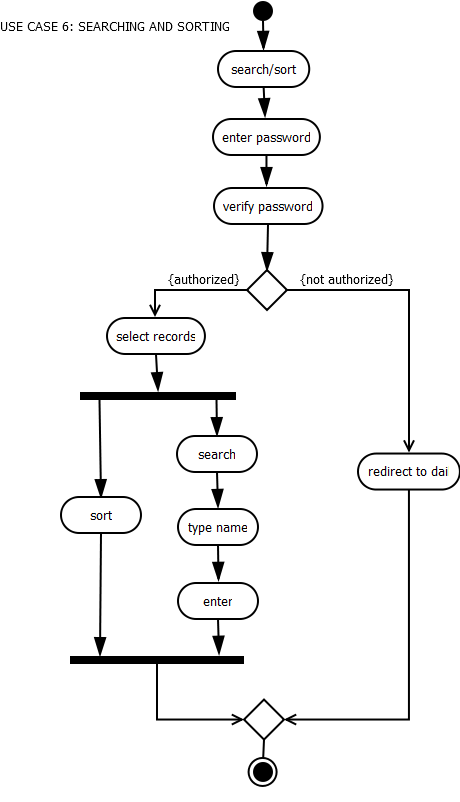 USE CASE 6: SEARCHING AND SORTING
search/sort
enter password
verify password
{authorized}
{not authorized}
select records
search
redirect to dai
sort
type name
enter